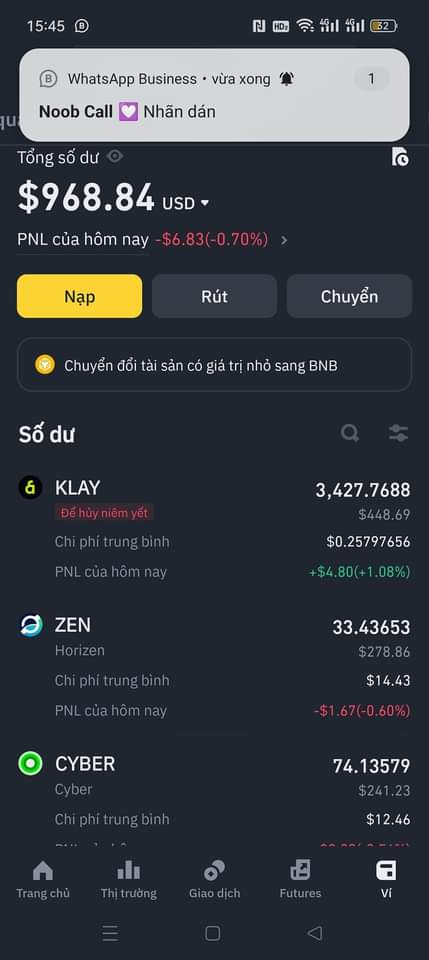 15:45
HD2 4G 4G 52
WhatsApp Business • vừa xong 1
Noob Call 💟 Nhãn dán
Tổng số dư
$968.84 USD
PNL của hôm nay -$6.83(-0.70%)
Nạp Rút Chuyển
Chuyển đổi tài sản có giá trị nhỏ sang BNB
Số dư
KLAY 3,427.7688
Để hủy niêm yết $448.69
Chi phí trung bình $0.25797656
PNL của hôm nay +$4.80(+1.08%)
ZEN 33.43653
Horizen $278.86
Chi phí trung bình $14.43
PNL của hôm nay -$1.67(-0.60%)
CYBER 74.13579
Cyber $241.23
Chi phí trung bình $12.46
Trang chủ Thị trường Giao dịch Futures Ví